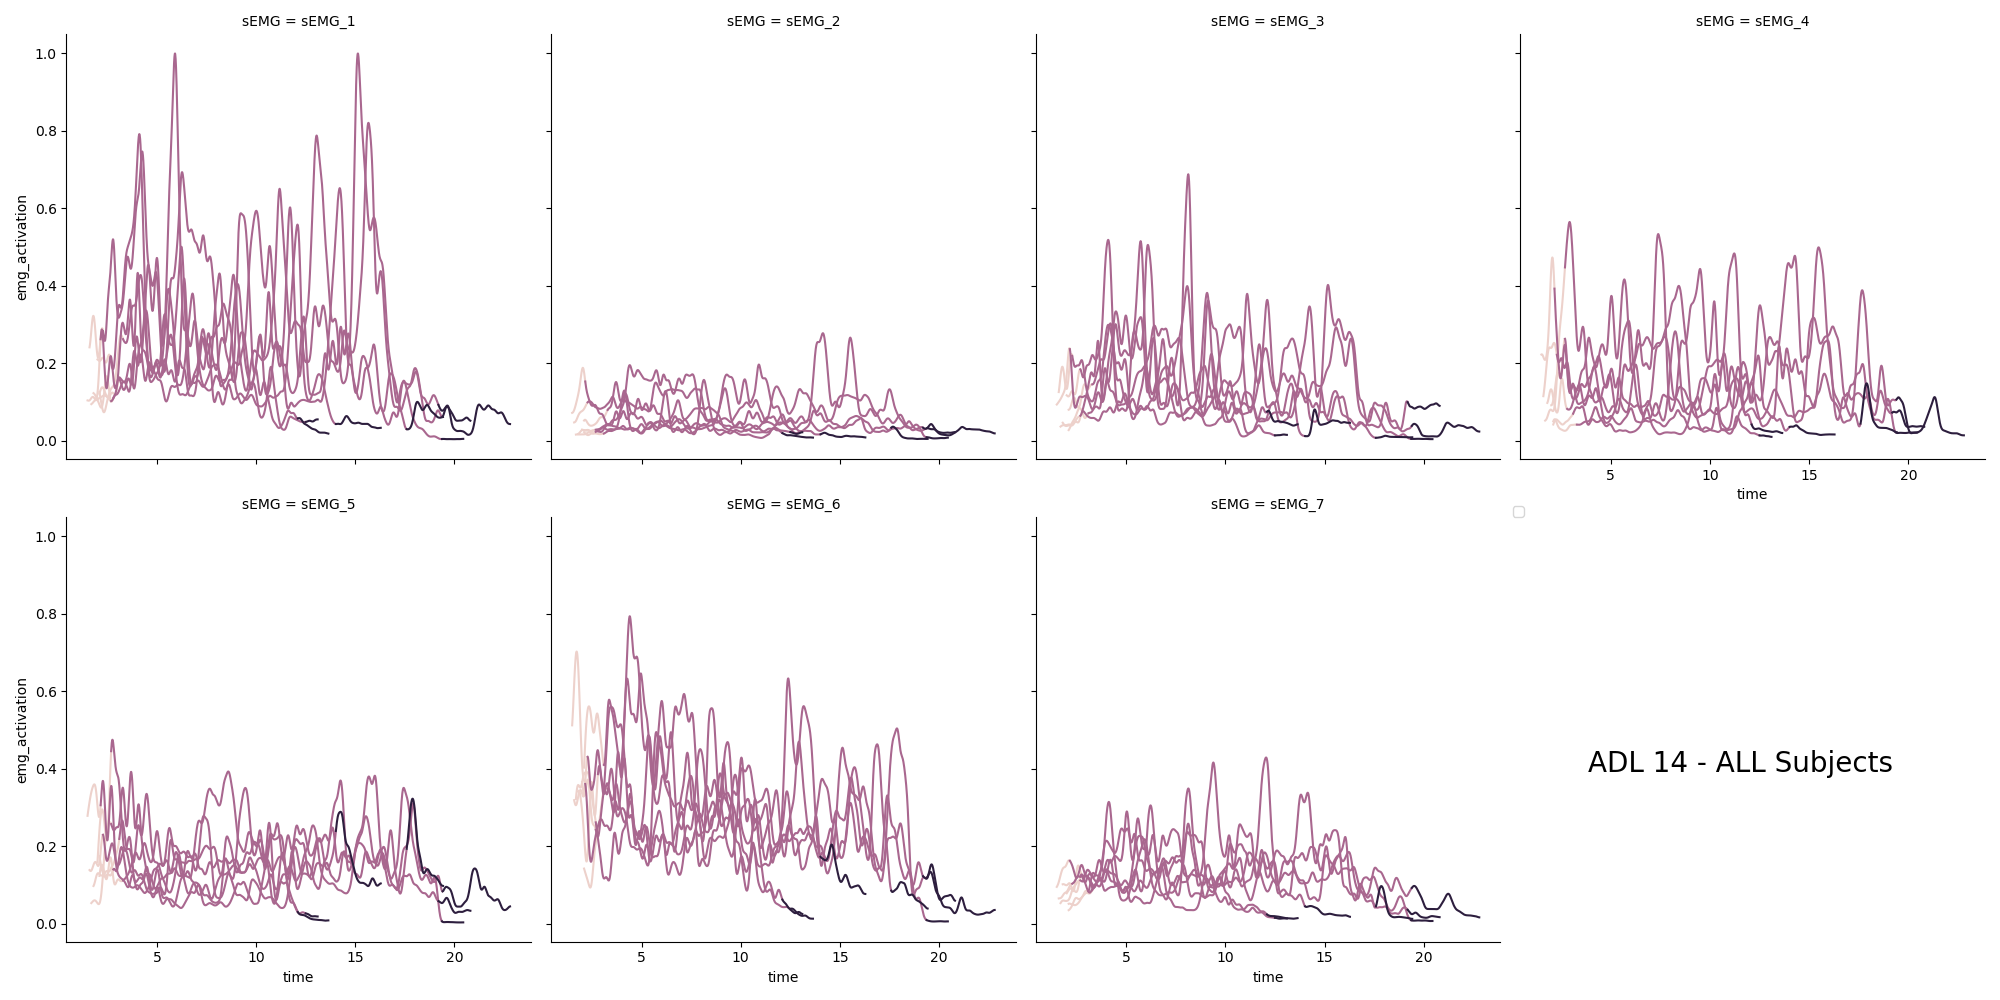 sEMG = sEMG_1
sEMG = sEMG_2
sEMG = sEMG_3
sEMG = sEMG_4
1.0
0.8
0.6
0.4
0.2
0.0
emg_activation
5 10 15 20
time
sEMG = sEMG_5
sEMG = sEMG_6
sEMG = sEMG_7
1.0
0.8
0.6
0.4
0.2
0.0
emg_activation
5 10 15 20
time
5 10 15 20
time
5 10 15 20
time
ADL 14 - ALL Subjects